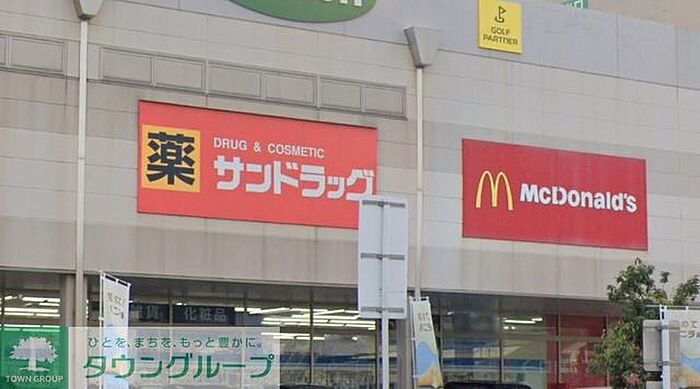 GOLF
PARTNER
薬
DRUG & COSMETIC
サンドラッグ
McDonald's
化粧品
ひとを、まちを、もっと豊かに。
タウングループ
TOWN GROUP